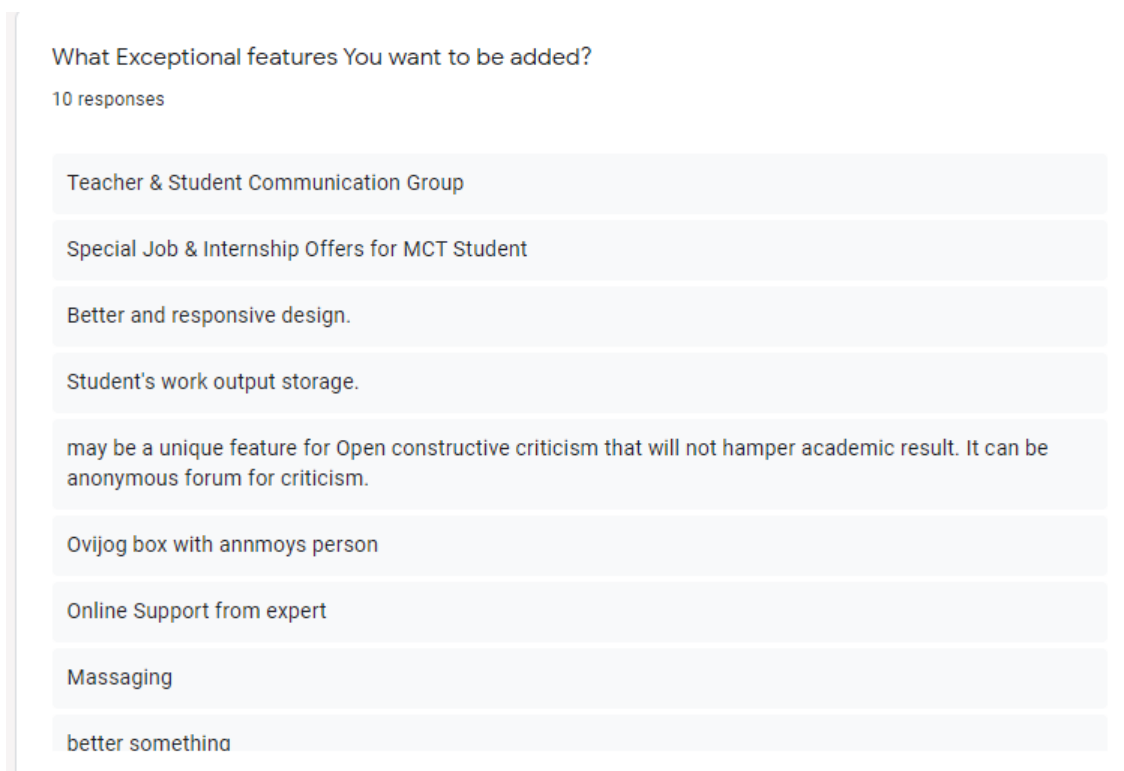 What Exceptional features You want to be added?
10 responses
Teacher & Student Communication Group
Special Job & Internship Offers for MCT Student
Better and responsive design.
Student's work output storage.
may be a unique feature for Open constructive criticism that will not hamper academic result. It can be
anonymous forum for criticism.
Ovijog box with annmoys person
Online Support from expert
Massaging
better something